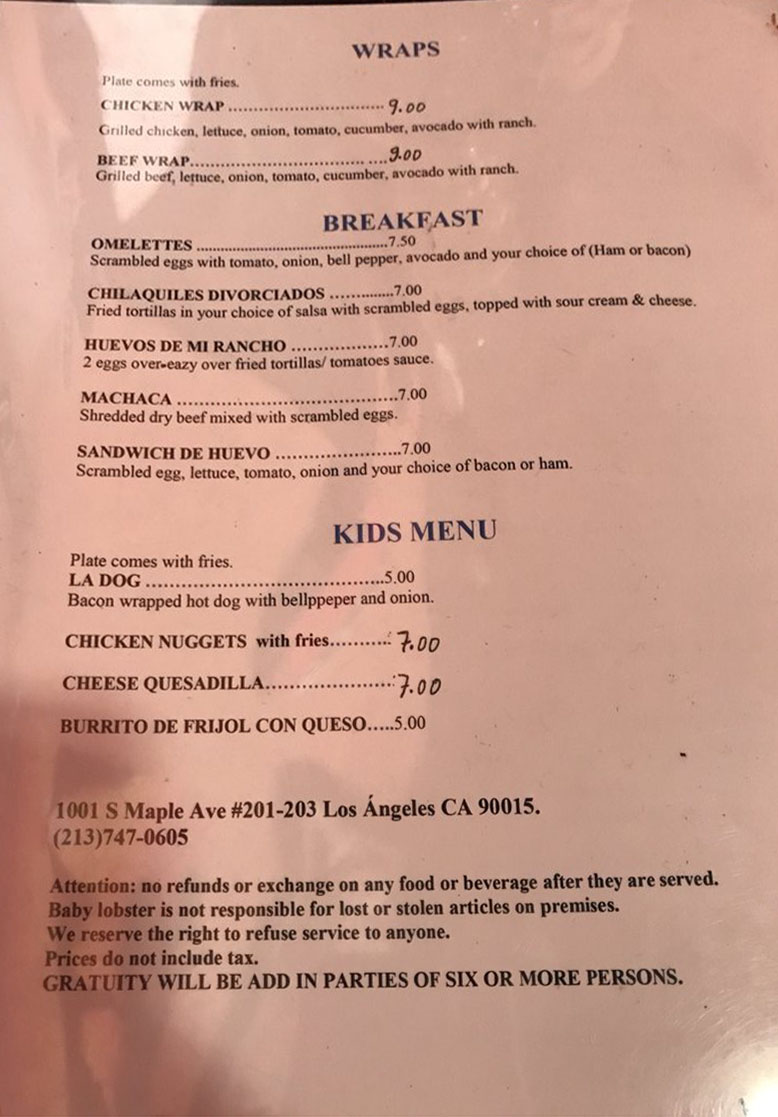 WRAPS
Plate comes with fries.
CHICKEN WRAP ................................ 9.00
Grilled chicken, lettuce, onion, tomato, cucumber, avocado with ranch.
BEEF WRAP.................................... ....9.00
Grilled beef, lettuce, onion, tomato, cucumber, avocado with ranch.
BREAKFAST
OMELETTES ................................................7.50
Scrambled eggs with tomato, onion, bell pepper, avocado and your choice of (Ham or bacon)
CHILAQUILES DIVORCIADOS ..............7.00
Fried tortillas in your choice of salsa with scrambled eggs, topped with sour cream & cheese.
HUEVOS DE MI RANCHO ...................7.00
2 eggs over-eazy over fried tortillas/ tomatoes sauce.
MACHACA ...........................................7.00
Shredded dry beef mixed with scrambled eggs.
SANDWICH DE HUEVO .........................7.00
Scrambled egg, lettuce, tomato, onion and your choice of bacon or ham.
KIDS MENU
Plate comes with fries.
LA DOG ..........................................5.00
Bacon wrapped hot dog with bellppeper and onion.
CHICKEN NUGGETS with fries........... 7.00
CHEESE QUESADILLA.......................7.00
BURRITO DE FRIJOL CON QUESO.....5.00
1001 S Maple Ave #201-203 Los Ángeles CA 90015.
(213)747-0605
Attention: no refunds or exchange on any food or beverage after they are served.
Baby lobster is not responsible for lost or stolen articles on premises.
We reserve the right to refuse service to anyone.
Prices do not include tax.
GRATUITY WILL BE ADD IN PARTIES OF SIX OR MORE PERSONS.